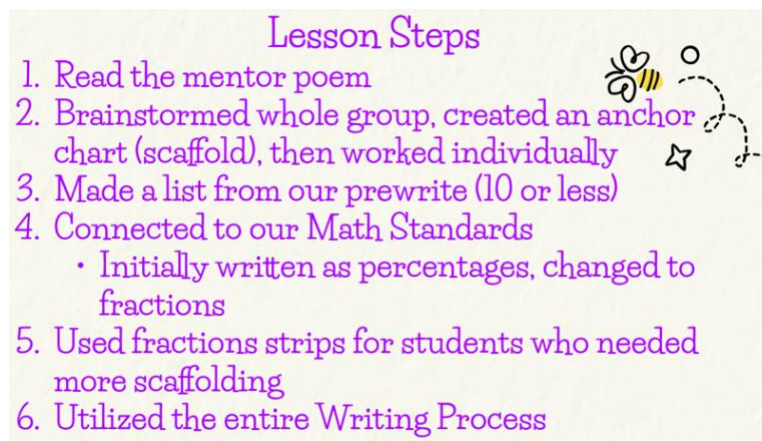 Lesson Steps
1. Read the mentor poem
2. Brainstormed whole group, created an anchor
chart (scaffold), then worked individually
3. Made a list from our prewrite (10 or less)
4. Connected to our Math Standards
• Initially written as percentages, changed to
fractions
5. Used fractions strips for students who needed
more scaffolding
6. Utilized the entire Writing Process